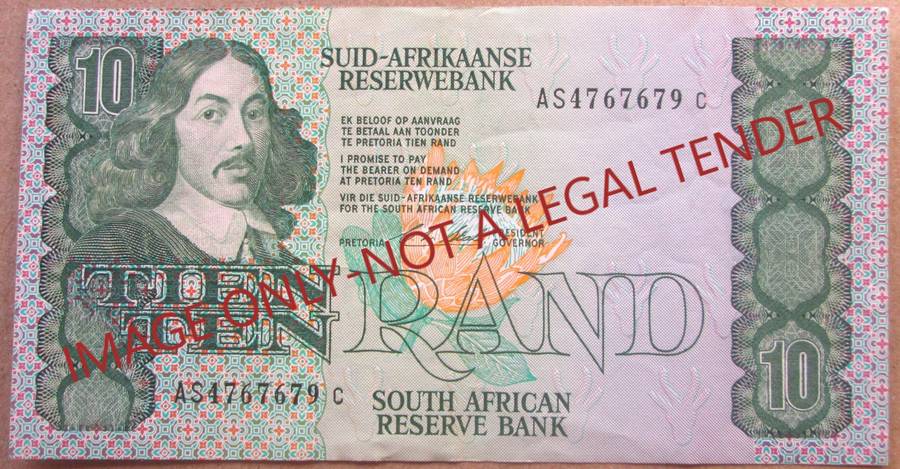 10
SUID-AFRIKAANSE
RESERWEBANK
AS4767679 C
EK BELOOF OP AANVRAAG
TE BETAAL AAN TOONDER
TE PRETORIA TIEN RAND
I PROMISE TO PAY
THE BEARER ON DEMAND
AT PRETORIA TEN RAND
VIR DIE SUID-AFRIKAANSE RESERWEBANK
FOR THE SOUTH AFRICAN RESERVE BANK
PRETORIA
PRESIDENT
GOVERNOR
IMAGE ONLY-NOT A LEGAL TENDER
TIEN
TEN RAND
10
AS4767679 C
SOUTH AFRICAN
RESERVE BANK